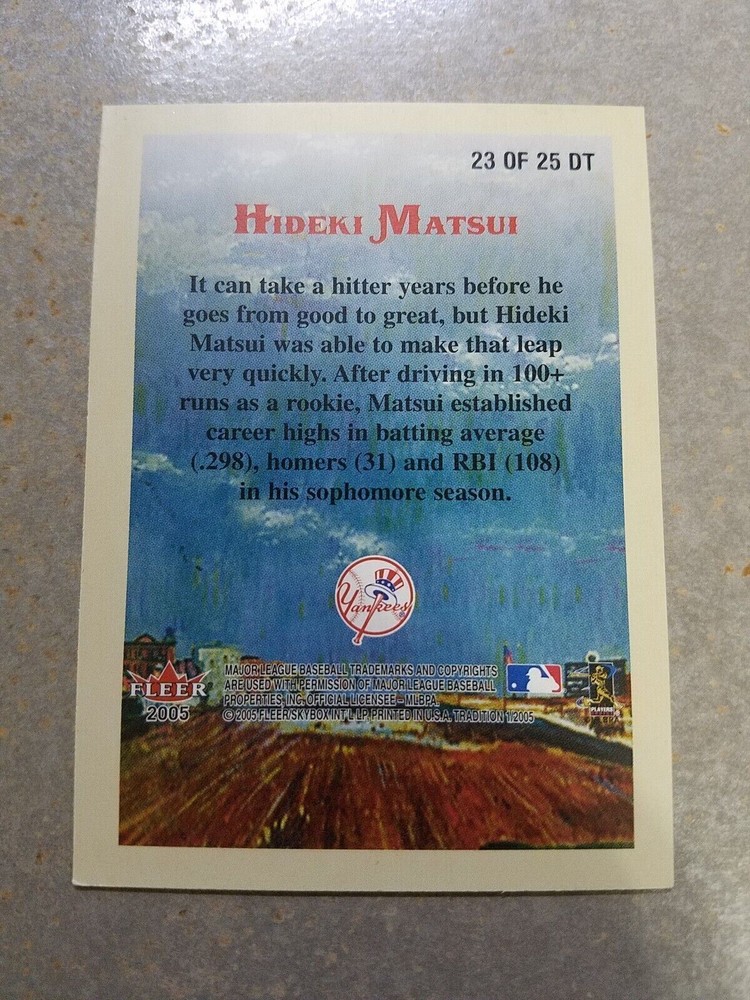 23 OF 25 DT
HIDEKI MATSUI
It can take a hitter years before he
goes from good to great, but Hideki
Matsui was able to make that leap
very quickly. After driving in 100+
runs as a rookie, Matsui established
career highs in batting average
(.298), homers (31) and RBI (108)
in his sophomore season.
Yankees
FLEER
2005
MAJOR LEAGUE BASEBALL TRADEMARKS AND COPYRIGHTS
ARE USED WITH PERMISSION OF MAJOR LEAGUE BASEBALL
PROPERTIES, INC. OFFICIAL LICENSEE – MLBPA.
© 2005 FLEER/SKYBOX INT'L LP. PRINTED IN U.S.A. TRADITION 1/2005
PLAYERS